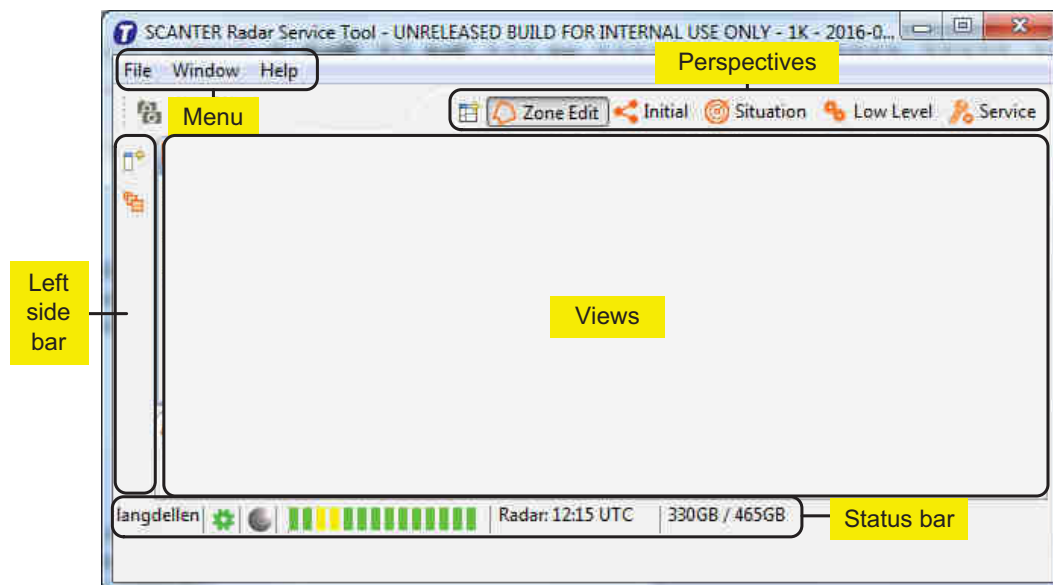 SCANTER Radar Service Tool - UNRELEASED BUILD FOR INTERNAL USE ONLY - 1K - 2016-0...
File Window Help
Perspectives
Menu
Zone Edit Initial Situation Low Level Service
Left
side
bar
Views
langdellen Radar: 12:15 UTC 330GB / 465GB
Status bar